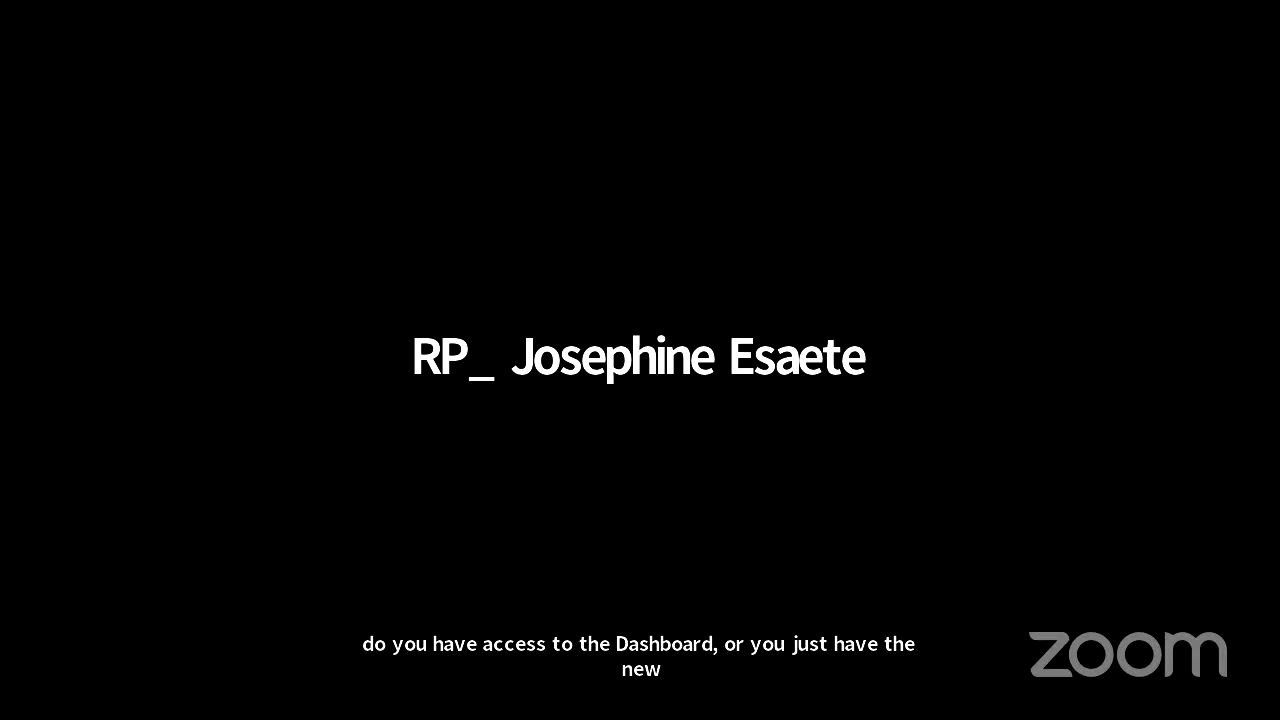 RP_ Josephine Esaete
do you have access to the Dashboard, or you just have the
new
zoom